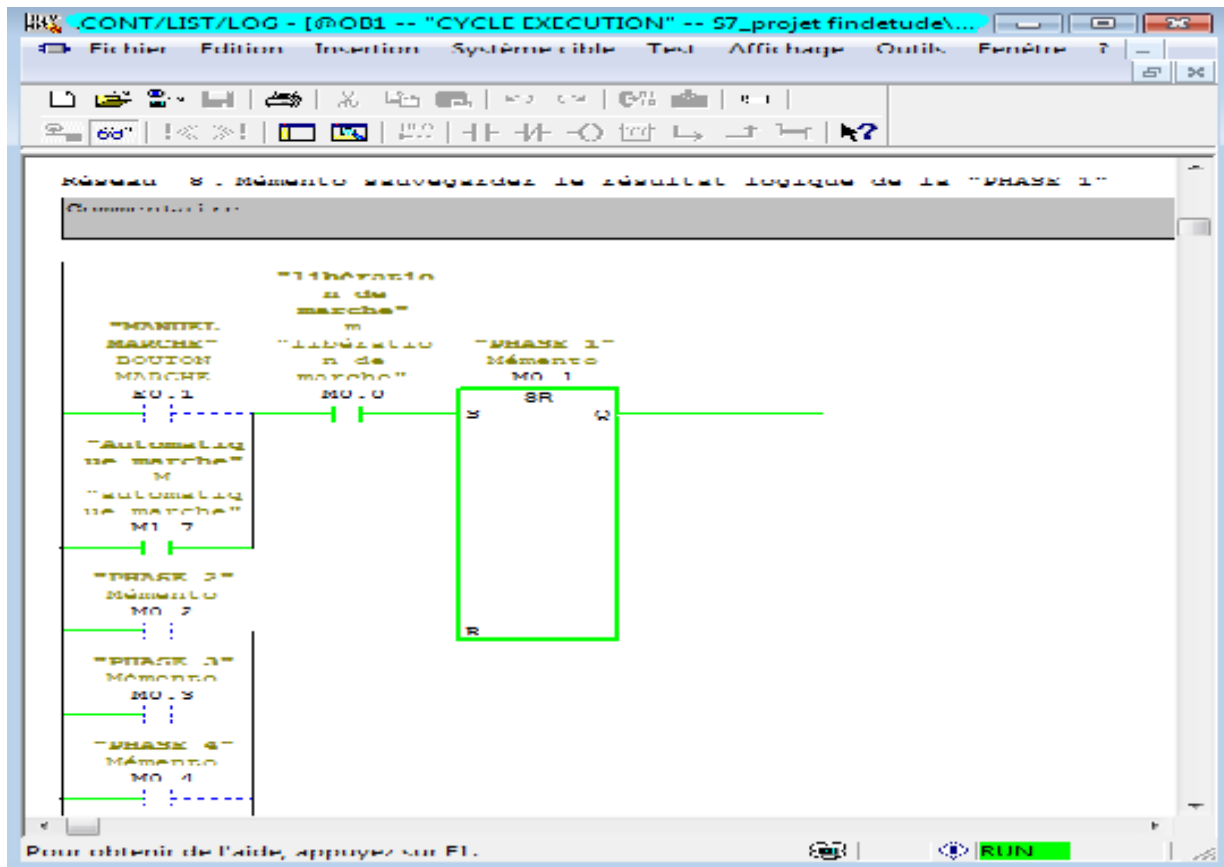 CONT/LIST/LOG - [@OB1 -- "CYCLE EXECUTION" -- S7_projet findetude\...
Fichier Edition Insertion Système cible Test Affichage Outils Fenêtre ?
Réseau 8 : Mémento sauvegarder le résultat logique de la "PHASE 1"
Commentaire
"MANUEL
MARCHE"
BOUTON
MARCHE
E0.1
"libératio
n de
marche"
m
"libératio
n de
marche"
M0.0
"PHASE 1"
Mémento
M0.1
SR
S Q
"Automatiq
ue marche"
M
"automatiq
ue marche"
M1.7
"PHASE 2"
Mémento
M0.2
R
"PHASE 3"
Mémento
M0.3
"PHASE 4"
Mémento
M0.4
Pour obtenir de l'aide, appuyez sur F1.
RUN